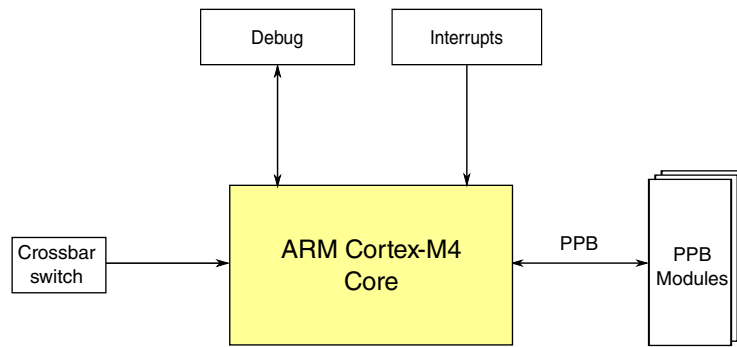 Debug
Interrupts
Crossbar
switch
ARM Cortex-M4
Core
PPB
PPB
Modules